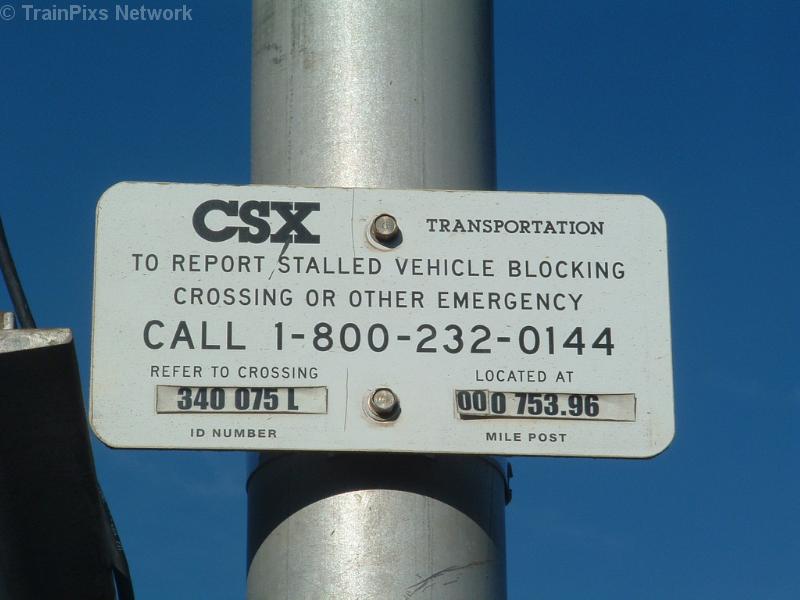 © TrainPixs Network
CSX TRANSPORTATION
TO REPORT STALLED VEHICLE BLOCKING
CROSSING OR OTHER EMERGENCY
CALL 1-800-232-0144
REFER TO CROSSING LOCATED AT
340 075 L 000 753.96
ID NUMBER MILE POST